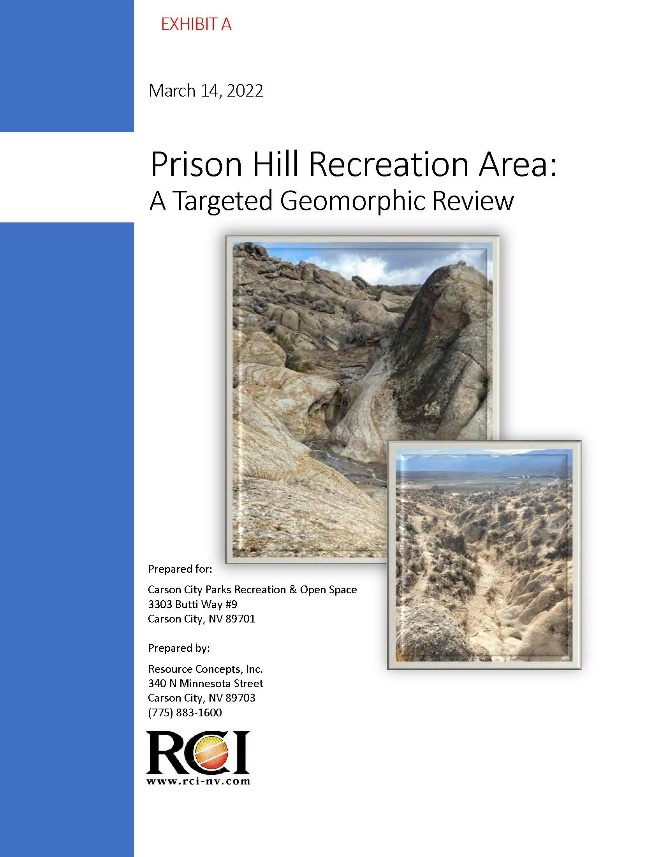 EXHIBIT A
March 14, 2022
Prison Hill Recreation Area:
A Targeted Geomorphic Review
Prepared for:
Carson City Parks Recreation & Open Space
3303 Butti Way #9
Carson City, NV 89701
Prepared by:
Resource Concepts, Inc.
340 N Minnesota Street
Carson City, NV 89703
(775) 883-1600
RCI
www.rci-nv.com